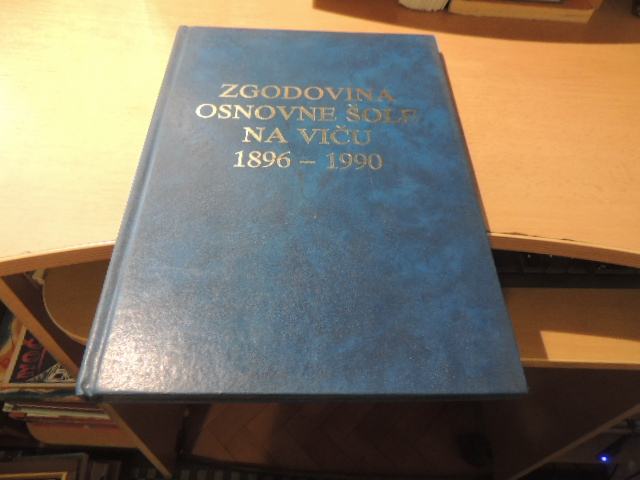 ZGODOVINA
OSNOVNE ŠOLE
NA VIČU
1896 – 1990